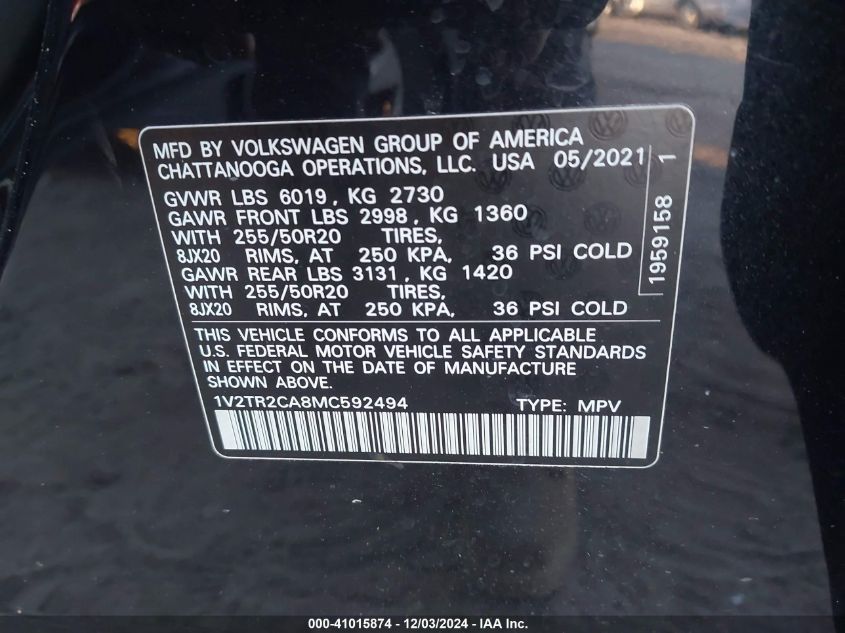 MFD BY VOLKSWAGEN GROUP OF AMERICA
CHATTANOOGA OPERATIONS, LLC. USA 05/2021
GVWR LBS 6019, KG 2730
GAWR FRONT LBS 2998, KG 1360
WITH 255/50R20 TIRES,
8JX20 RIMS, AT 250 KPA, 36 PSI COLD
GAWR REAR LBS 3131, KG 1420
WITH 255/50R20 TIRES,
8JX20 RIMS, AT 250 KPA, 36 PSI COLD
THIS VEHICLE CONFORMS TO ALL APPLICABLE
U.S. FEDERAL MOTOR VEHICLE SAFETY STANDARDS
IN EFFECT ON THE DATE OF MANUFACTURE
SHOWN ABOVE.
1V2TR2CA8MC592494 TYPE: MPV
1959158 1
000-41015874 - 12/03/2024 - IAA Inc.